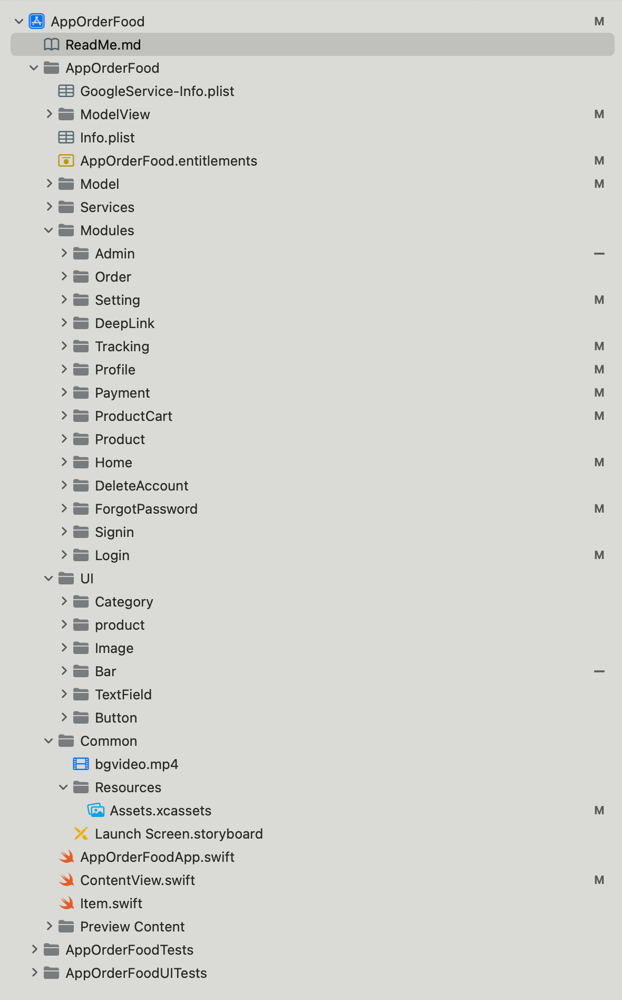 AppOrderFood M
ReadMe.md
AppOrderFood
GoogleService-Info.plist
ModelView M
Info.plist
AppOrderFood.entitlements M
Model M
Services
Modules
Admin
Order
Setting M
DeepLink
Tracking M
Profile M
Payment M
ProductCart M
Product
Home M
DeleteAccount
ForgotPassword M
Signin
Login M
UI
Category
product
Image
Bar
TextField
Button
Common
bgvideo.mp4
Resources
Assets.xcassets M
Launch Screen.storyboard
AppOrderFoodApp.swift
ContentView.swift M
Item.swift
Preview Content
AppOrderFoodTests
AppOrderFoodUITests